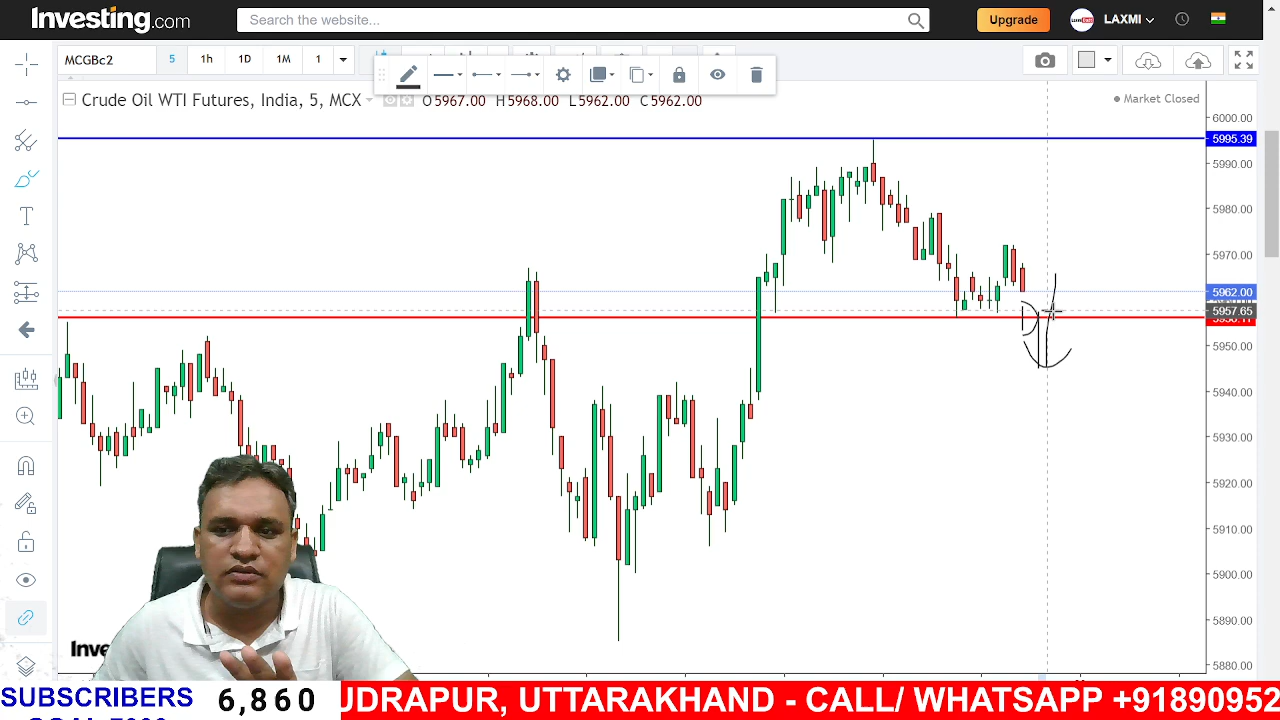 Investing.com
Search the website...
Upgrade
LAXMI
MCGBc2
5
1h
1D
1M
1
Crude Oil WTI Futures, India, 5, MCX
O5967.00 H5968.00 L5962.00 C5962.00
Market Closed
6000.00
5995.39
5990.00
5980.00
5970.00
5962.00
5957.65
5950.00
5940.00
5930.00
5920.00
5910.00
5900.00
5890.00
5880.00
Inve
SUBSCRIBERS 6,860
UDRAPUR, UTTARAKHAND - CALL/ WHATSAPP +91890952